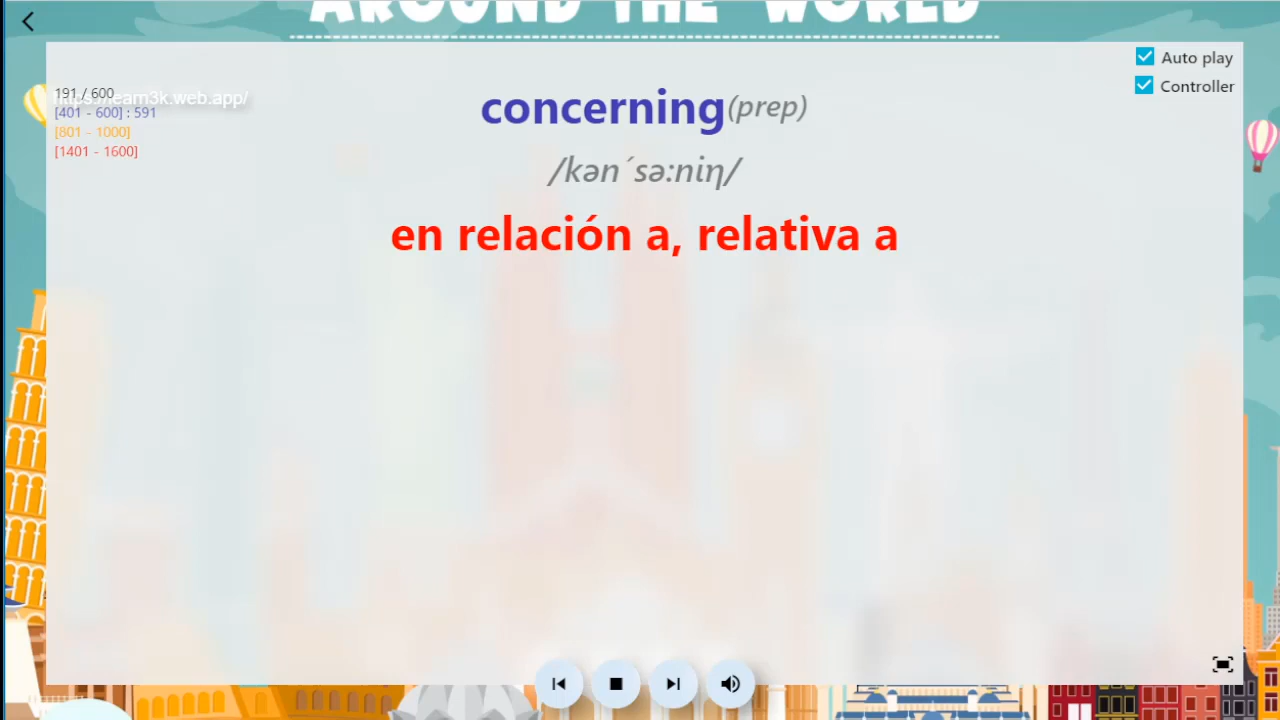 AROUND THE WORLD
Auto play
Controller
191 / 600
https://learn3k.web.app/
[401 - 600] : 591
[801 - 1000]
[1401 - 1600]
concerning(prep)
/kən´sə:niη/
en relación a, relativa a